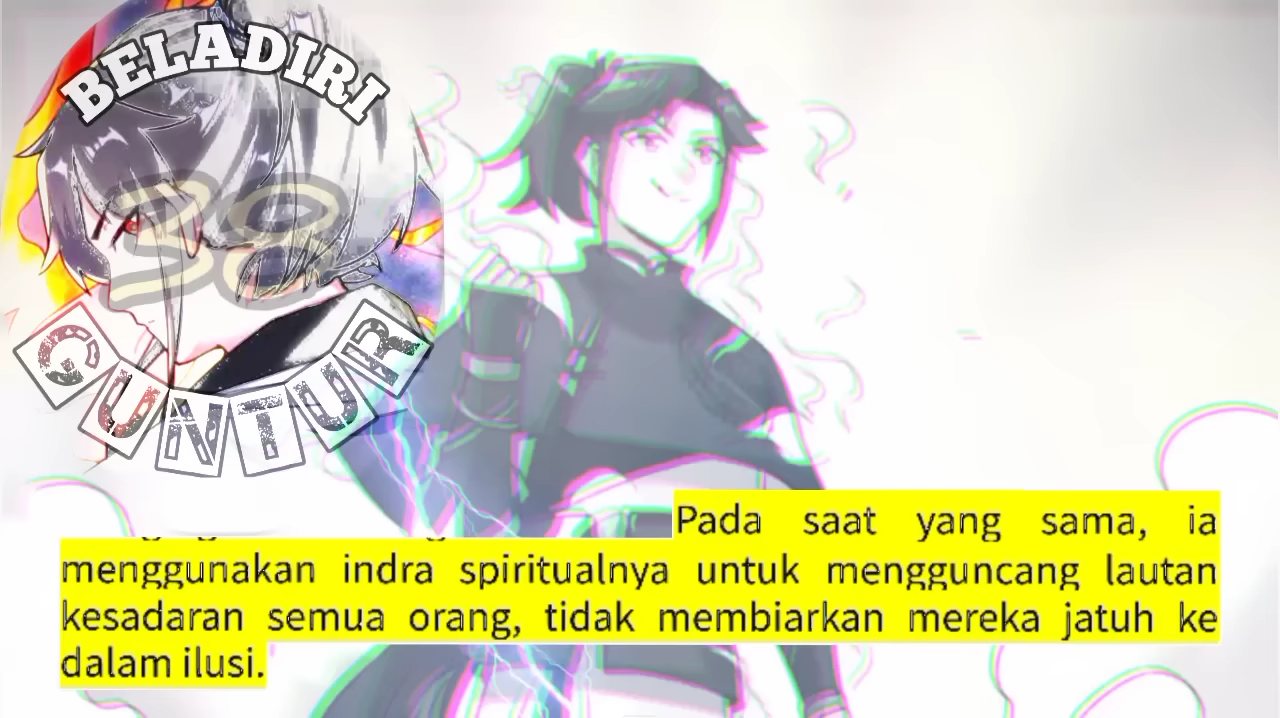 BELADIRI
38
GUNTUR
Pada saat yang sama, ia
menggunakan indra spiritualnya untuk mengguncang lautan
kesadaran semua orang, tidak membiarkan mereka jatuh ke
dalam ilusi.